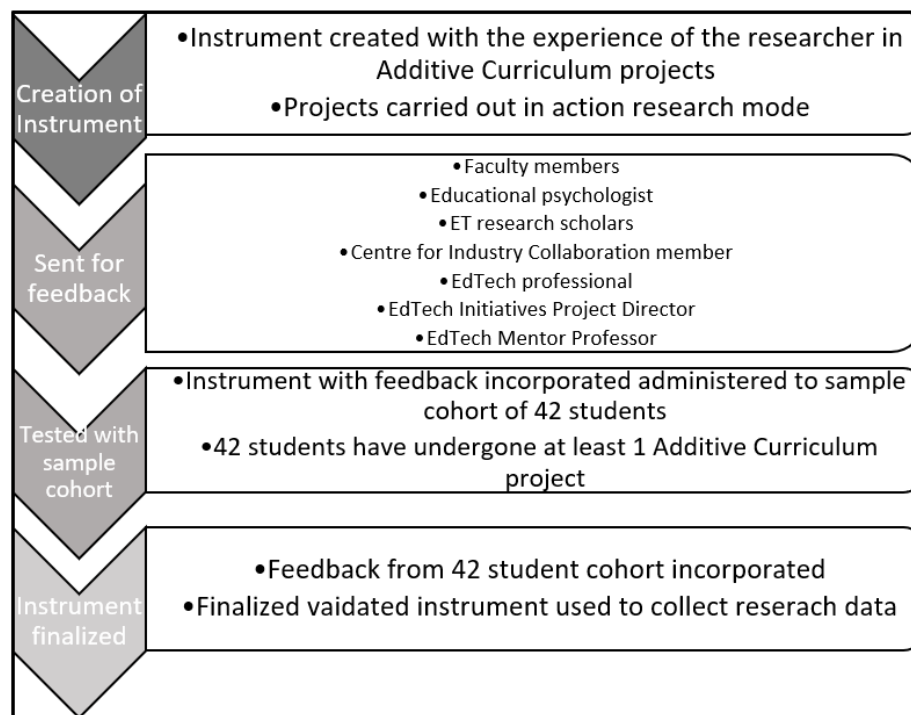 Creation of
Instrument
•Instrument created with the experience of the researcher in
Additive Curriculum projects
•Projects carried out in action research mode
Sent for
feedback
•Faculty members
•Educational psychologist
•ET research scholars
•Centre for Industry Collaboration member
•EdTech professional
•EdTech Initiatives Project Director
•EdTech Mentor Professor
Tested with
sample
cohort
•Instrument with feedback incorporated administered to sample
cohort of 42 students
•42 students have undergone at least 1 Additive Curriculum
project
Instrument
finalized
•Feedback from 42 student cohort incorporated
•Finalized vaidated instrument used to collect reserach data